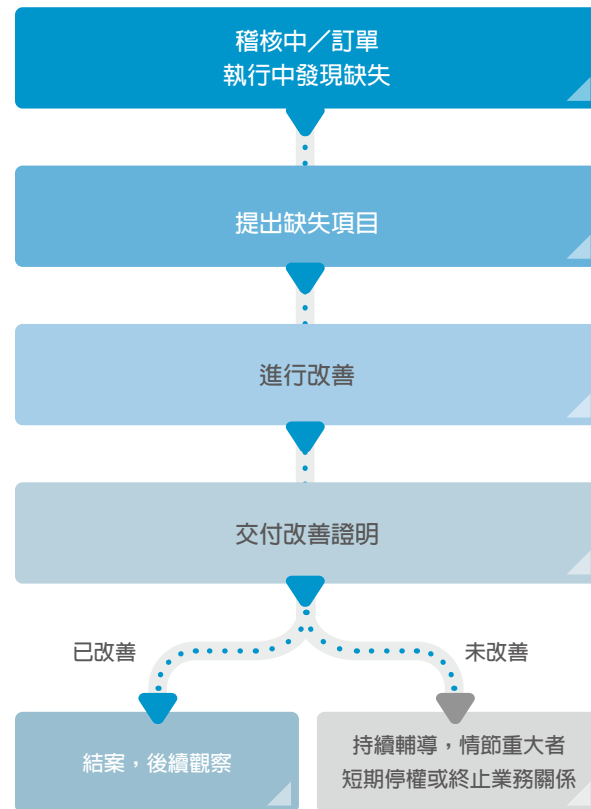 稽核中／訂單
執行中發現缺失
提出缺失項目
進行改善
交付改善證明
已改善
未改善
結案，後續觀察
持續輔導，情節重大者
短期停權或終止業務關係